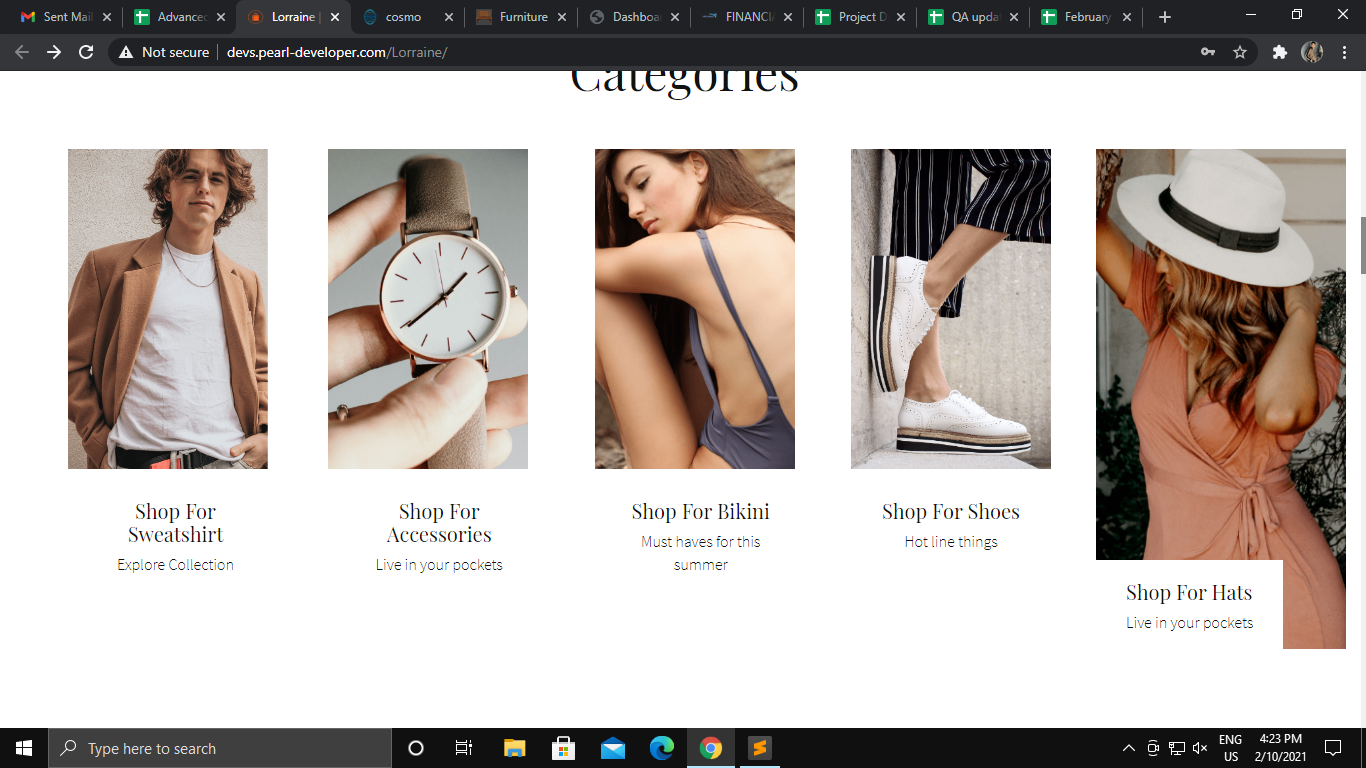 Sent Mail
Advanced
Lorraine |
cosmo
Furniture
Dashboa
FINANCIA
Project D
QA upda
February
Not secure
devs.pearl-developer.com/Lorraine/
Categories
Shop For
Sweatshirt
Explore Collection
Shop For
Accessories
Live in your pockets
Shop For Bikini
Must haves for this
summer
Shop For Shoes
Hot line things
Shop For Hats
Live in your pockets
Type here to search
ENG
US
4:23 PM
2/10/2021